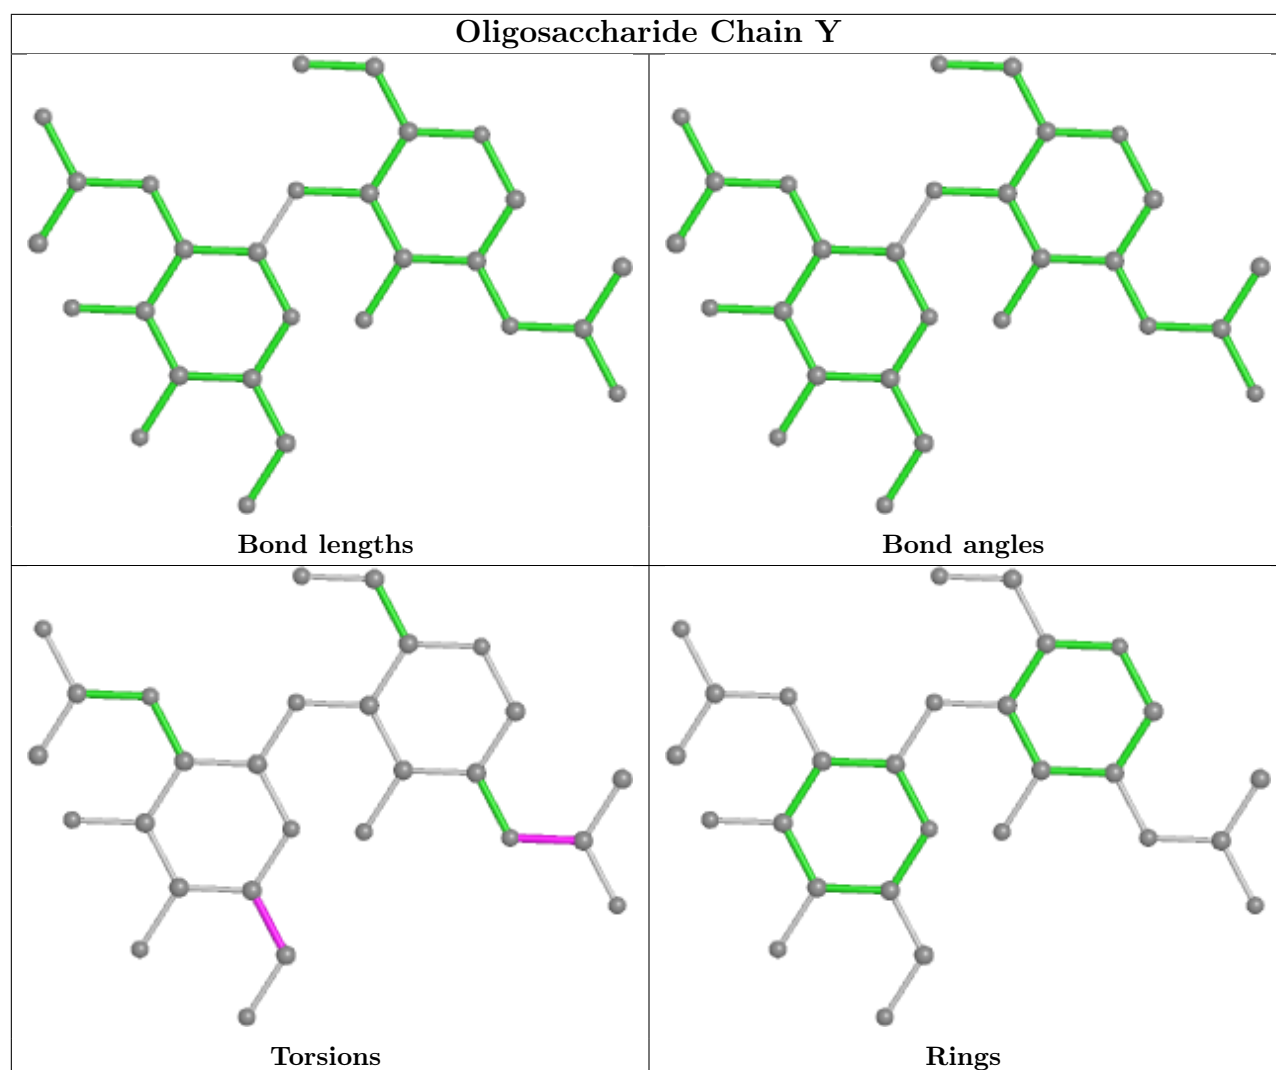 Oligosaccharide Chain Y
Bond lengths
Bond angles
Torsions
Rings